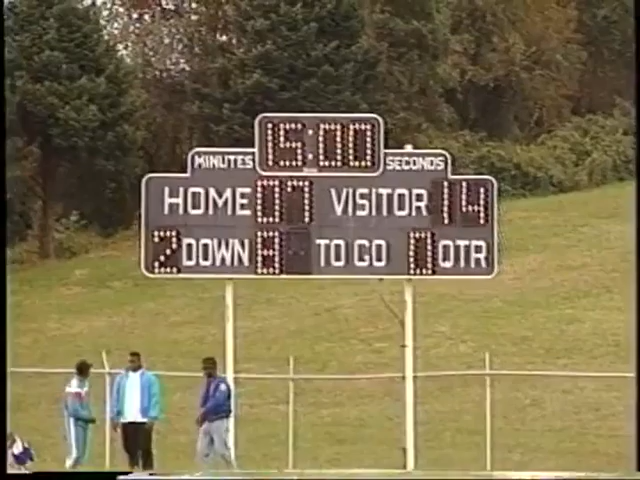 15:00
MINUTES SECONDS
HOME 07 VISITOR 14
2 DOWN 8 TO GO 0 QTR